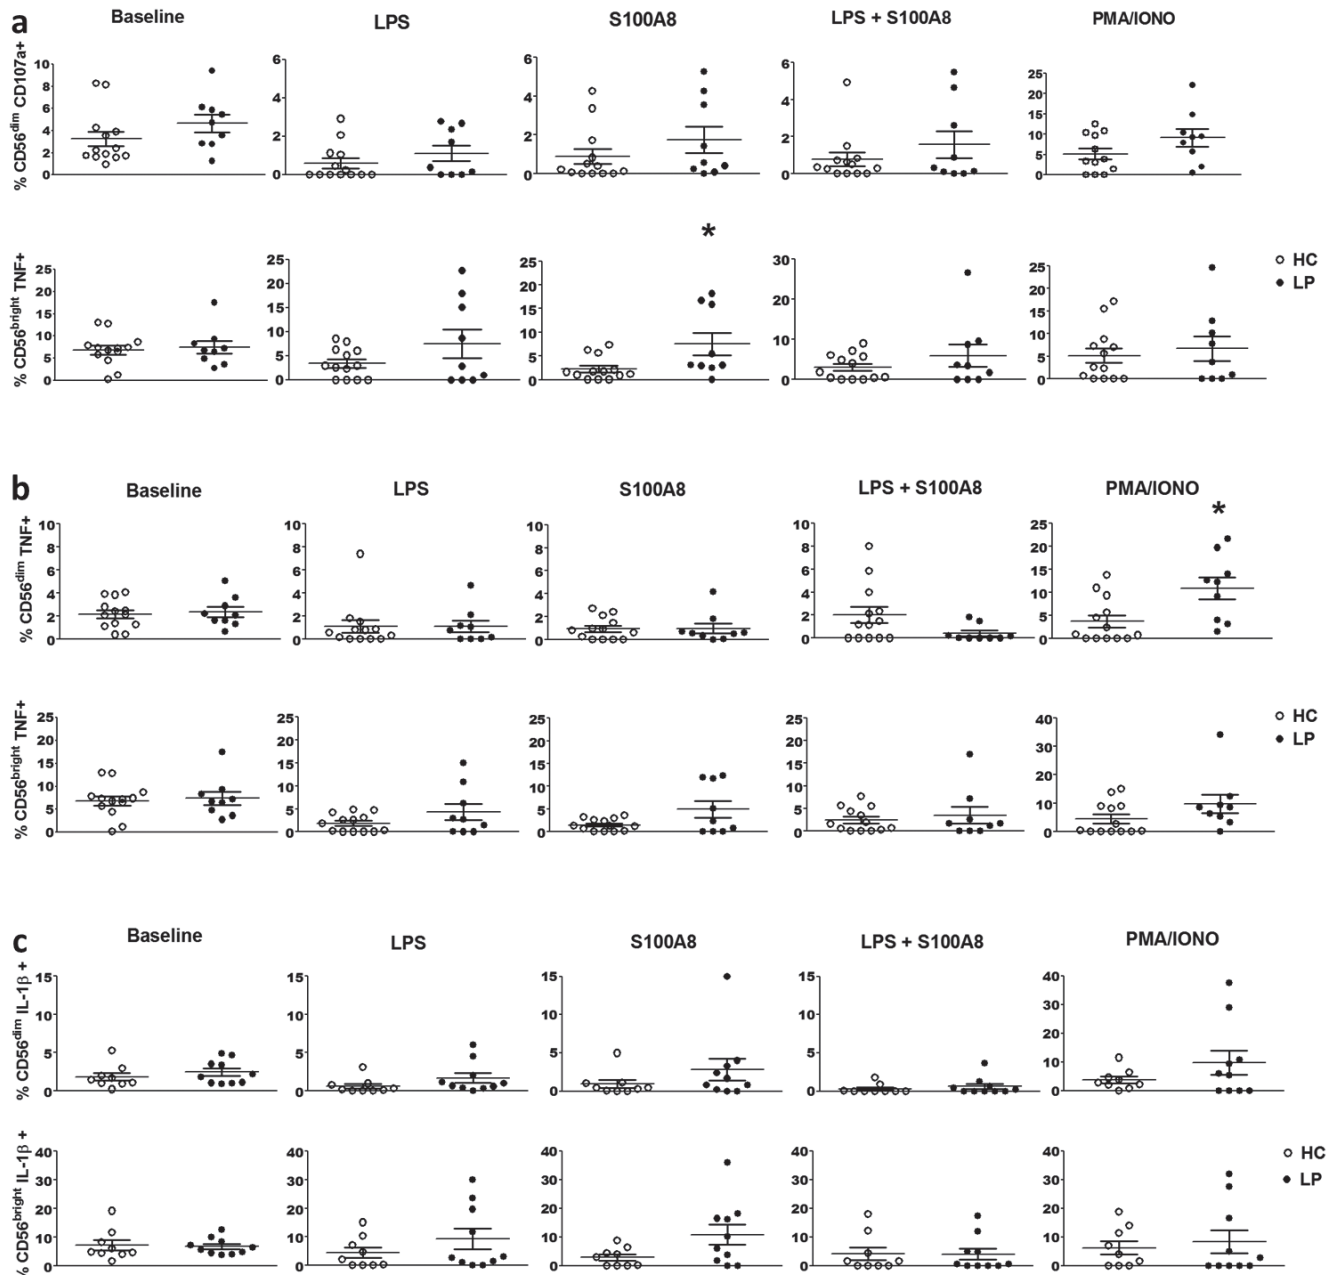 a
Baseline LPS S100A8 LPS + S100A8 PMA/IONO
% CD56dim CD107a+
10 8 6 4 2 0
6 4 2 0
6 4 2 0
6 4 2 0
25 20 15 10 5 0
*
% CD56bright TNF+
25 20 15 10 5 0
25 20 15 10 5 0
25 20 15 10 5 0
30 20 10 0
25 20 15 10 5 0
HC
LP
b
Baseline LPS S100A8 LPS + S100A8 PMA/IONO
*
% CD56dim TNF+
10 8 6 4 2 0
10 8 6 4 2 0
10 8 6 4 2 0
10 8 6 4 2 0
25 20 15 10 5 0
% CD56bright TNF+
25 20 15 10 5 0
25 20 15 10 5 0
25 20 15 10 5 0
25 20 15 10 5 0
40 30 20 10 0
HC
LP
c
Baseline LPS S100A8 LPS + S100A8 PMA/IONO
% CD56dim IL-1β +
15 10 5 0
15 10 5 0
15 10 5 0
15 10 5 0
40 30 20 10 0
% CD56bright IL-1β +
40 30 20 10 0
40 30 20 10 0
40 30 20 10 0
40 30 20 10 0
40 30 20 10 0
HC
LP